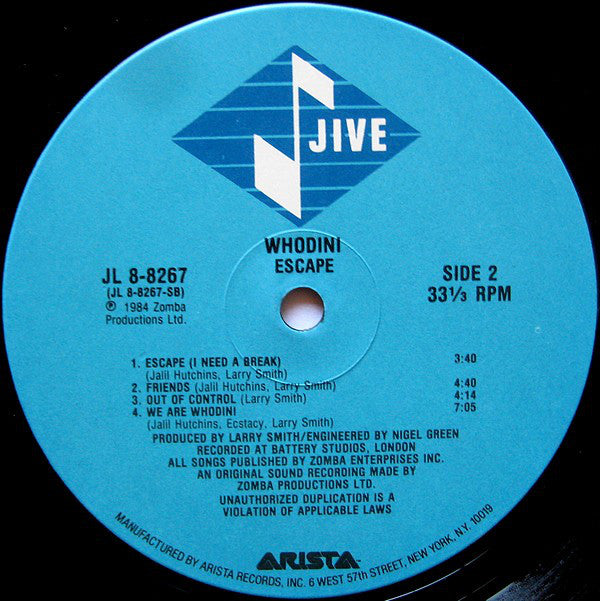 JIVE
WHODINI
ESCAPE
JL 8-8267
(JL 8-8267-SB)
℗ 1984 Zomba
Productions Ltd.
SIDE 2
33⅓ RPM
1. ESCAPE (I NEED A BREAK) 3:40
(Jalil Hutchins, Larry Smith)
2. FRIENDS (Jalil Hutchins, Larry Smith) 4:40
3. OUT OF CONTROL (Larry Smith) 4:14
4. WE ARE WHODINI 7:05
(Jalil Hutchins, Ecstacy, Larry Smith)
PRODUCED BY LARRY SMITH/ENGINEERED BY NIGEL GREEN
RECORDED AT BATTERY STUDIOS, LONDON
ALL SONGS PUBLISHED BY ZOMBA ENTERPRISES INC.
AN ORIGINAL SOUND RECORDING MADE BY
ZOMBA PRODUCTIONS LTD.
UNAUTHORIZED DUPLICATION IS A
VIOLATION OF APPLICABLE LAWS
ARISTA
MANUFACTURED BY ARISTA RECORDS, INC. 6 WEST 57th STREET, NEW YORK, N.Y. 10019